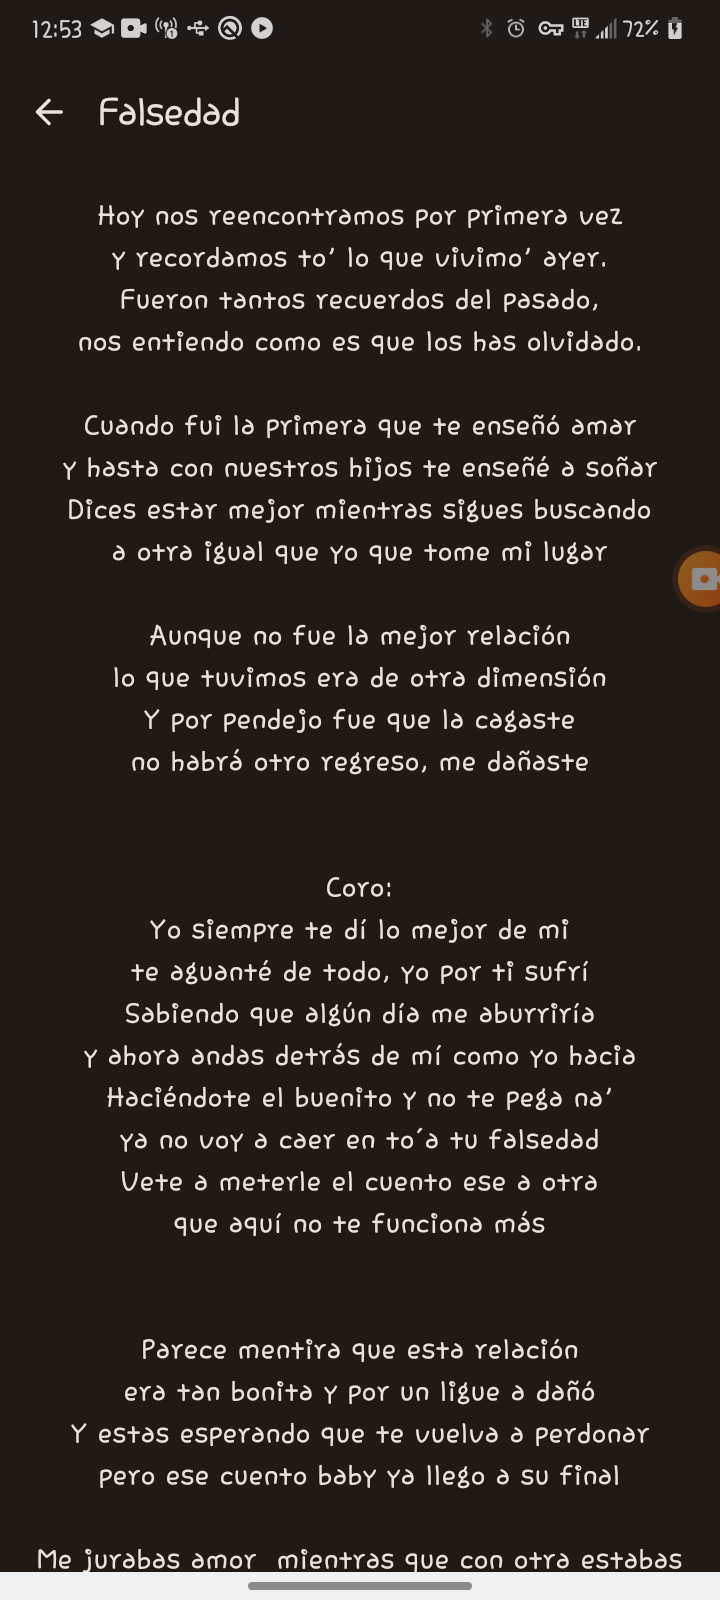 12:53
LTE
72%
Falsedad
Hoy nos reencontramos por primera vez
y recordamos to' lo que vivimo' ayer.
Fueron tantos recuerdos del pasado,
nos entiendo como es que los has olvidado.
Cuando fui la primera que te enseñó amar
y hasta con nuestros hijos te enseñé a soñar
Dices estar mejor mientras sigues buscando
a otra igual que yo que tome mi lugar
Aunque no fue la mejor relación
lo que tuvimos era de otra dimensión
Y por pendejo fue que la cagaste
no habrá otro regreso, me dañaste
Coro:
Yo siempre te dí lo mejor de mi
te aguanté de todo, yo por ti sufrí
Sabiendo que algún día me aburriría
y ahora andas detrás de mí como yo hacia
Haciéndote el buenito y no te pega na'
ya no voy a caer en to´a tu falsedad
Vete a meterle el cuento ese a otra
que aquí no te funciona más
Parece mentira que esta relación
era tan bonita y por un ligue a dañó
Y estas esperando que te vuelva a perdonar
pero ese cuento baby ya llego a su final
Me jurabas amor  mientras que con otra estabas